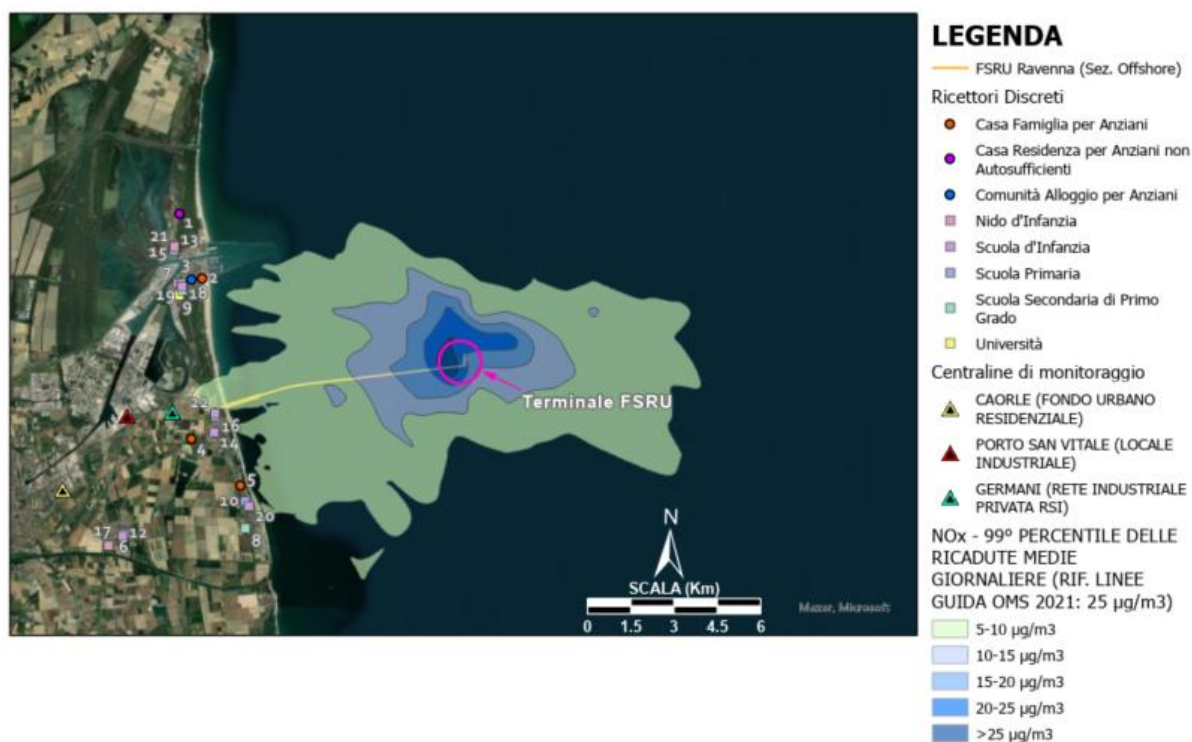 1
21
13
15
3
7
2
19
18
9
22
16
14
4
5
10
20
8
17
12
6
Terminale FSRU
N
SCALA (Km)
0 1.5 3 4.5 6
Maxar, Microsoft
LEGENDA
FSRU Ravenna (Sez. Offshore)
Ricettori Discreti
Casa Famiglia per Anziani
Casa Residenza per Anziani non
Autosufficienti
Comunità Alloggio per Anziani
Nido d'Infanzia
Scuola d'Infanzia
Scuola Primaria
Scuola Secondaria di Primo
Grado
Università
Centraline di monitoraggio
CAORLE (FONDO URBANO
RESIDENZIALE)
PORTO SAN VITALE (LOCALE
INDUSTRIALE)
GERMANI (RETE INDUSTRIALE
PRIVATA RSI)
NOx - 99º PERCENTILE DELLE
RICADUTE MEDIE
GIORNALIERE (RIF. LINEE
GUIDA OMS 2021: 25 µg/m3)
5-10 µg/m3
10-15 µg/m3
15-20 µg/m3
20-25 µg/m3
>25 µg/m3